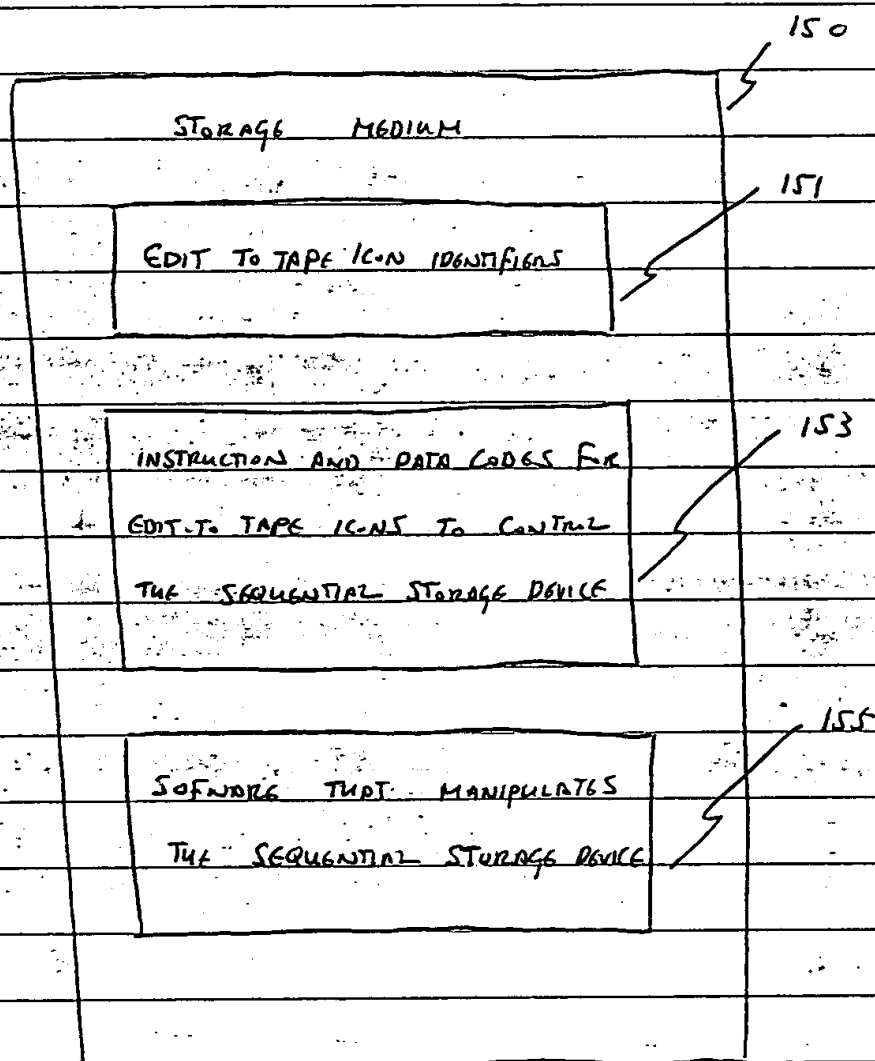 150
STORAGE MEDIUM
151
EDIT TO TAPE ICON IDENTIFIERS
153
INSTRUCTION AND DATA CODES FOR
EDIT-TO TAPE ICONS TO CONTROL
THE SEQUENTIAL STORAGE DEVICE
155
SOFTWARE THAT MANIPULATES
THE SEQUENTIAL STORAGE DEVICE